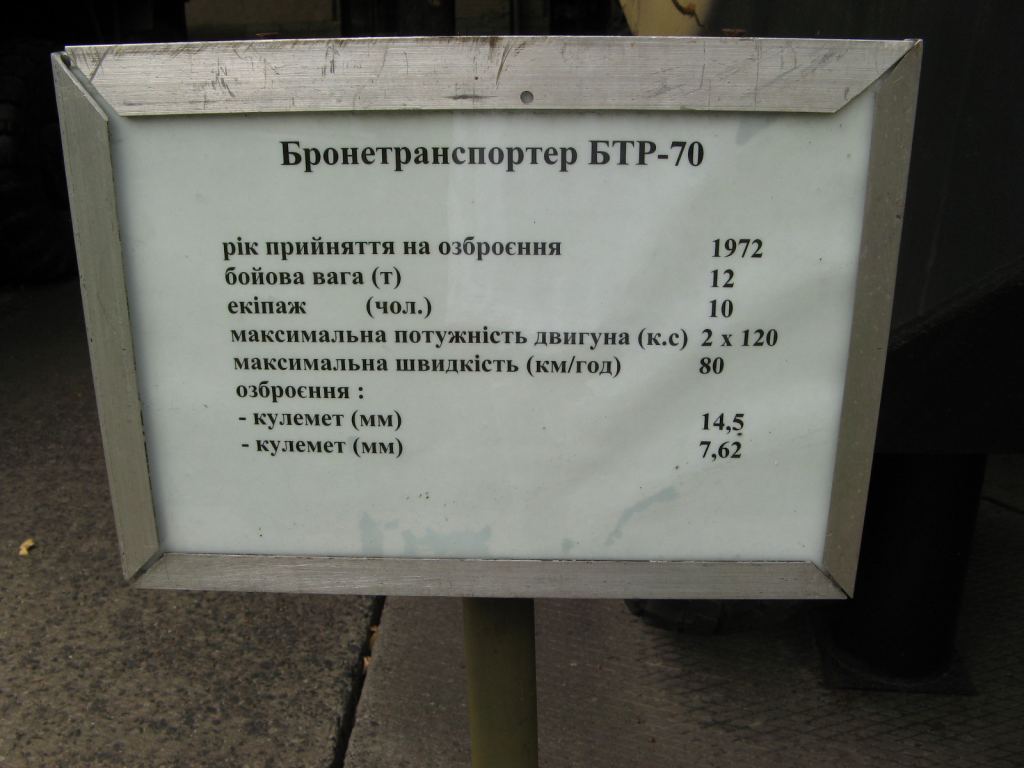 Бронетранспортер БТР-70
рік прийняття на озброєння 1972
бойова вага (т) 12
екіпаж (чол.) 10
максимальна потужність двигуна (к.с) 2 х 120
максимальна швидкість (км/год) 80
озброєння :
- кулемет (мм) 14,5
- кулемет (мм) 7,62